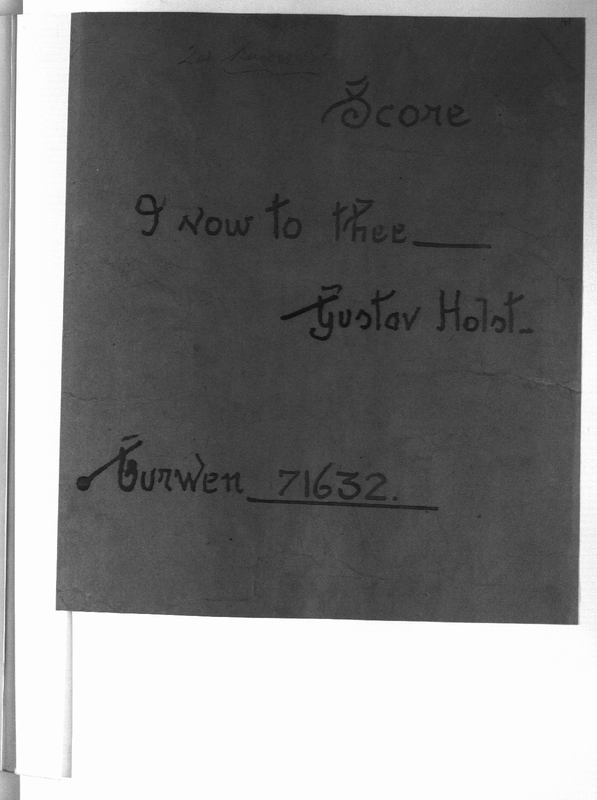 Score
I Now to thee
Gustav Holst.
Curwen 71632.